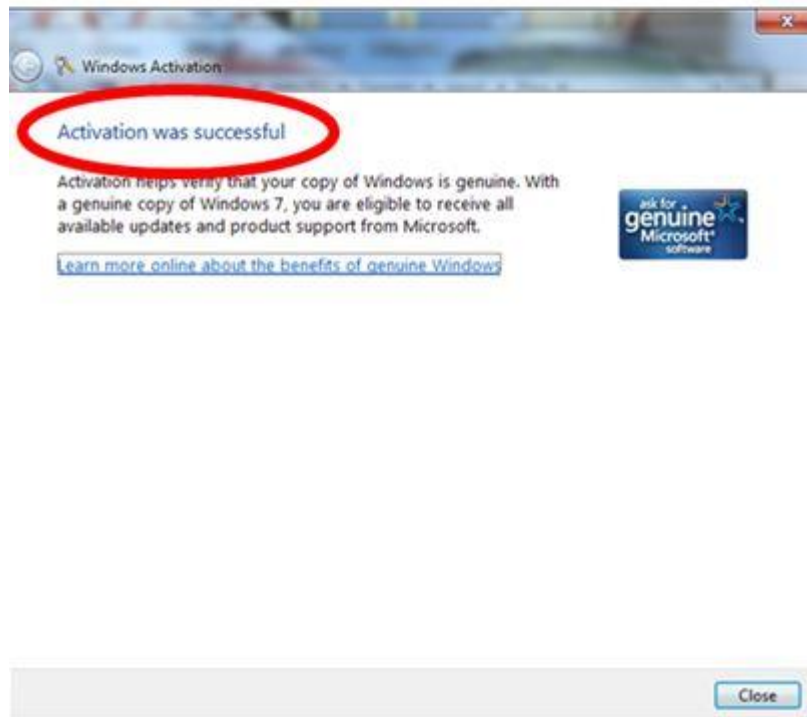 Windows Activation
Activation was successful
Activation helps verify that your copy of Windows is genuine. With
a genuine copy of Windows 7, you are eligible to receive all
available updates and product support from Microsoft.
Learn more online about the benefits of genuine Windows
ask for
genuine
Microsoft®
software
Close